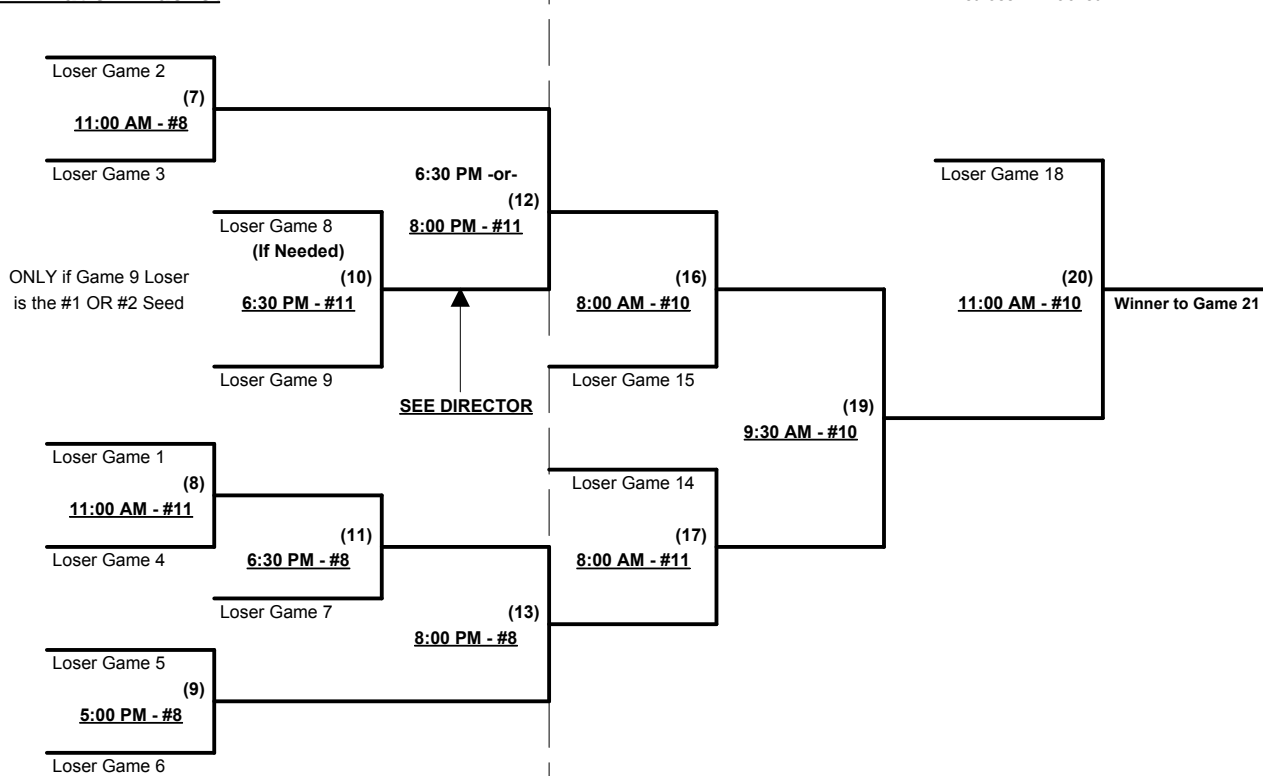 Loser Game 2
(7)
11:00 AM - #8
Loser Game 3
6:30 PM -or-
(12)
8:00 PM - #11
Loser Game 18
Loser Game 8
(If Needed)
ONLY if Game 9 Loser
is the #1 OR #2 Seed
(10)
6:30 PM - #11
(16)
8:00 AM - #10
(20)
11:00 AM - #10
Winner to Game 21
Loser Game 9
Loser Game 15
SEE DIRECTOR
(19)
9:30 AM - #10
Loser Game 1
(8)
11:00 AM - #11
Loser Game 4
Loser Game 14
(11)
6:30 PM - #8
(17)
8:00 AM - #11
Loser Game 7
(13)
8:00 PM - #8
Loser Game 5
(9)
5:00 PM - #8
Loser Game 6